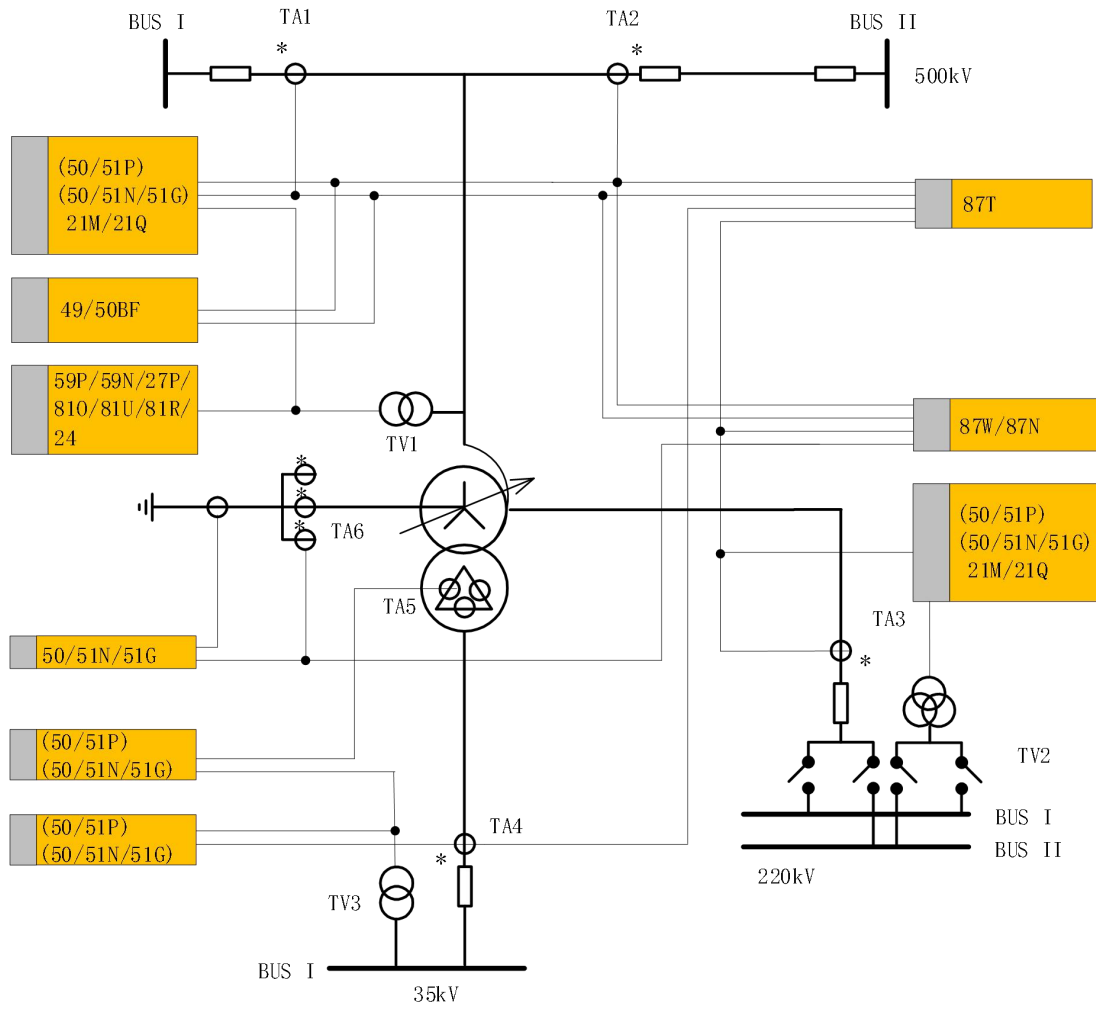 BUS I
TA1
*
TA2
*
BUS II
500kV
(50/51P)
(50/51N/51G)
21M/21Q
87T
49/50BF
59P/59N/27P/
81O/81U/81R/
24
TV1
87W/87N
*
*
*
TA6
(50/51P)
(50/51N/51G)
21M/21Q
TA5
TA3
*
50/51N/51G
(50/51P)
(50/51N/51G)
TV2
(50/51P)
(50/51N/51G)
TA4
*
BUS I
BUS II
220kV
TV3
BUS I
35kV